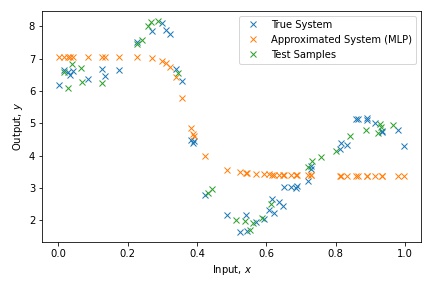 True System
Approximated System (MLP)
Test Samples
8
7
6
5
4
3
2
Output, y
0.0 0.2 0.4 0.6 0.8 1.0
Input, x